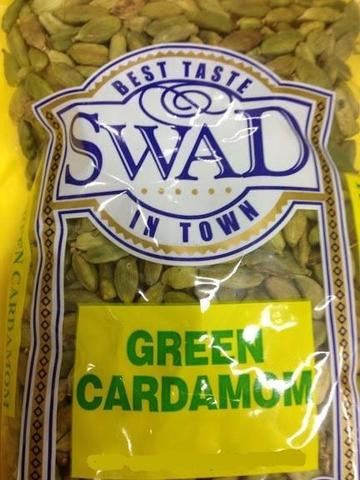 BEST TASTE
SWAD
IN TOWN
GREEN CARDAMOM
GREEN
CARDAMOM